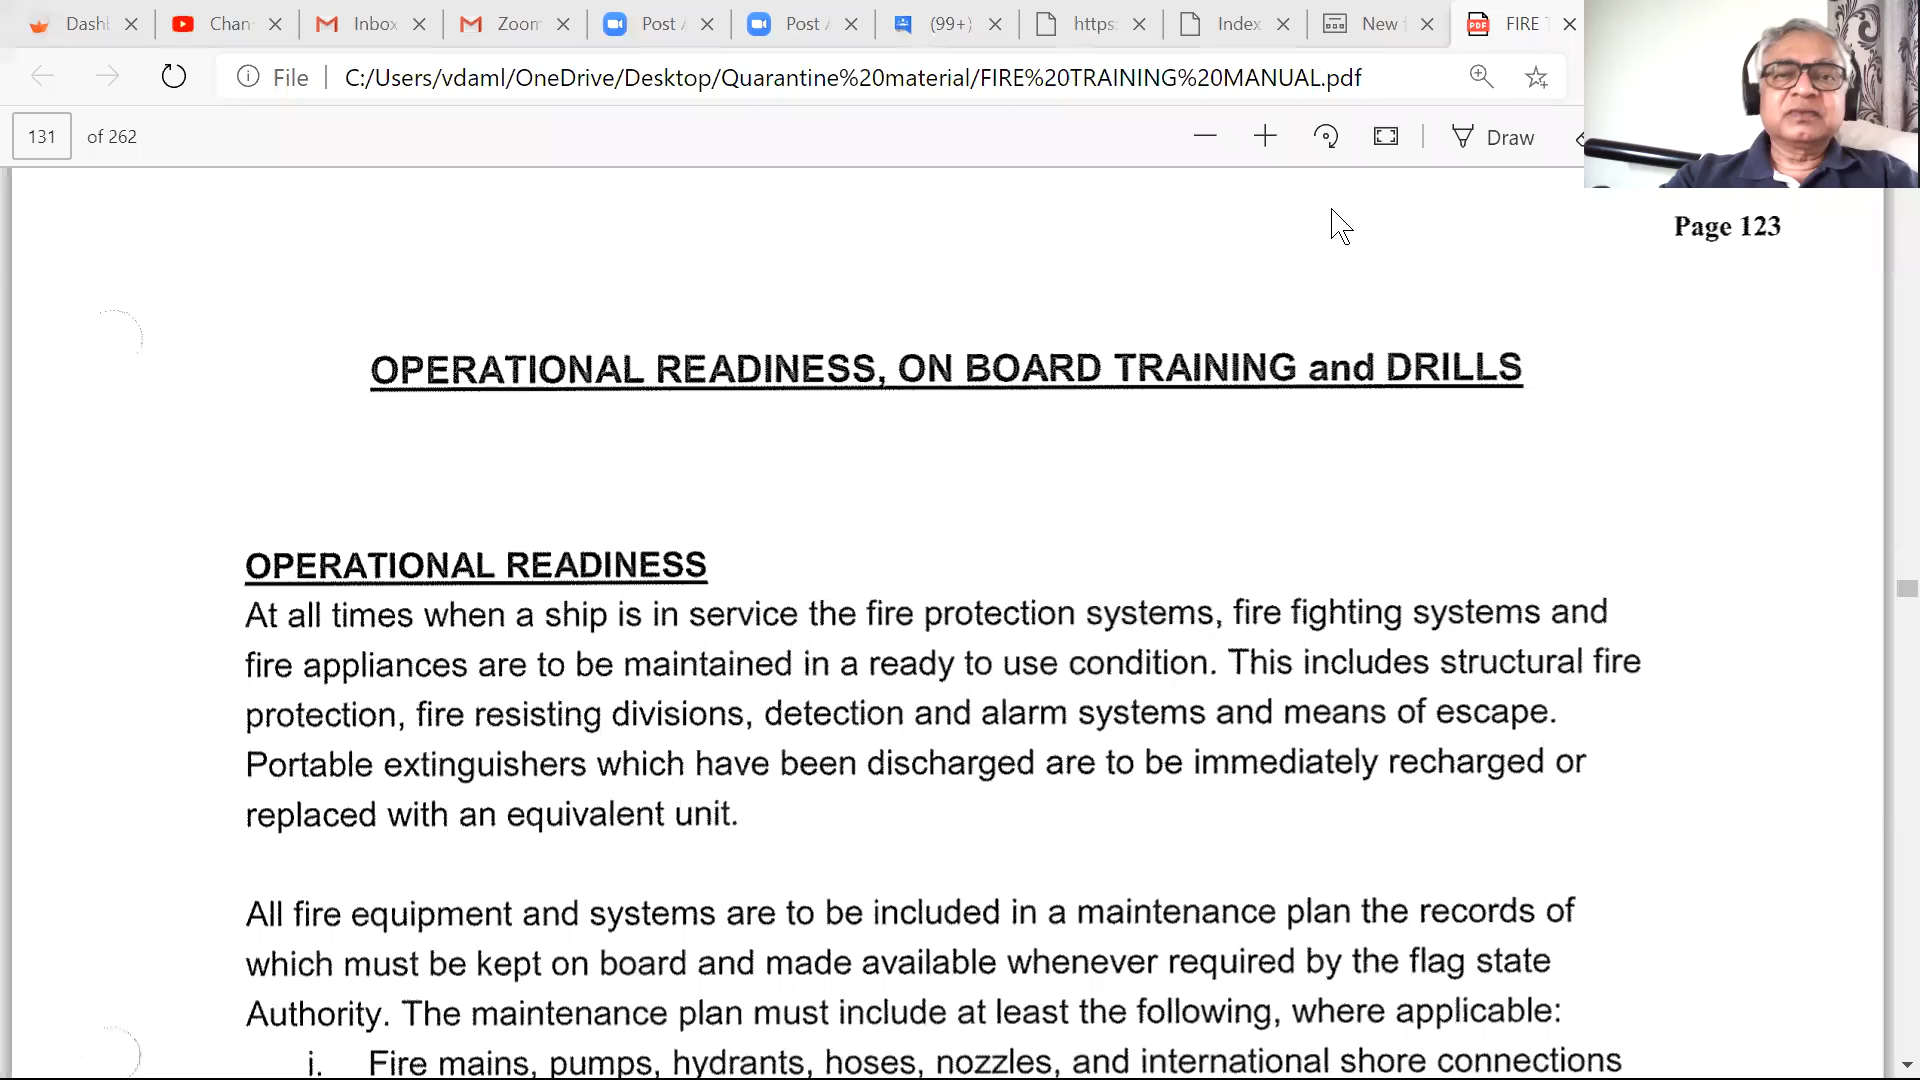 Dashl
Chan
Inbox
Zoom
Post
Post
(99+)
https:
Index
New
FIRE
File
C:/Users/vdaml/OneDrive/Desktop/Quarantine%20material/FIRE%20TRAINING%20MANUAL.pdf
131 of 262
Draw
Page 123
OPERATIONAL READINESS, ON BOARD TRAINING and DRILLS
OPERATIONAL READINESS
At all times when a ship is in service the fire protection systems, fire fighting systems and
fire appliances are to be maintained in a ready to use condition. This includes structural fire
protection, fire resisting divisions, detection and alarm systems and means of escape.
Portable extinguishers which have been discharged are to be immediately recharged or
replaced with an equivalent unit.
All fire equipment and systems are to be included in a maintenance plan the records of
which must be kept on board and made available whenever required by the flag state
Authority. The maintenance plan must include at least the following, where applicable:
i. Fire mains, pumps, hydrants, hoses, nozzles, and international shore connections